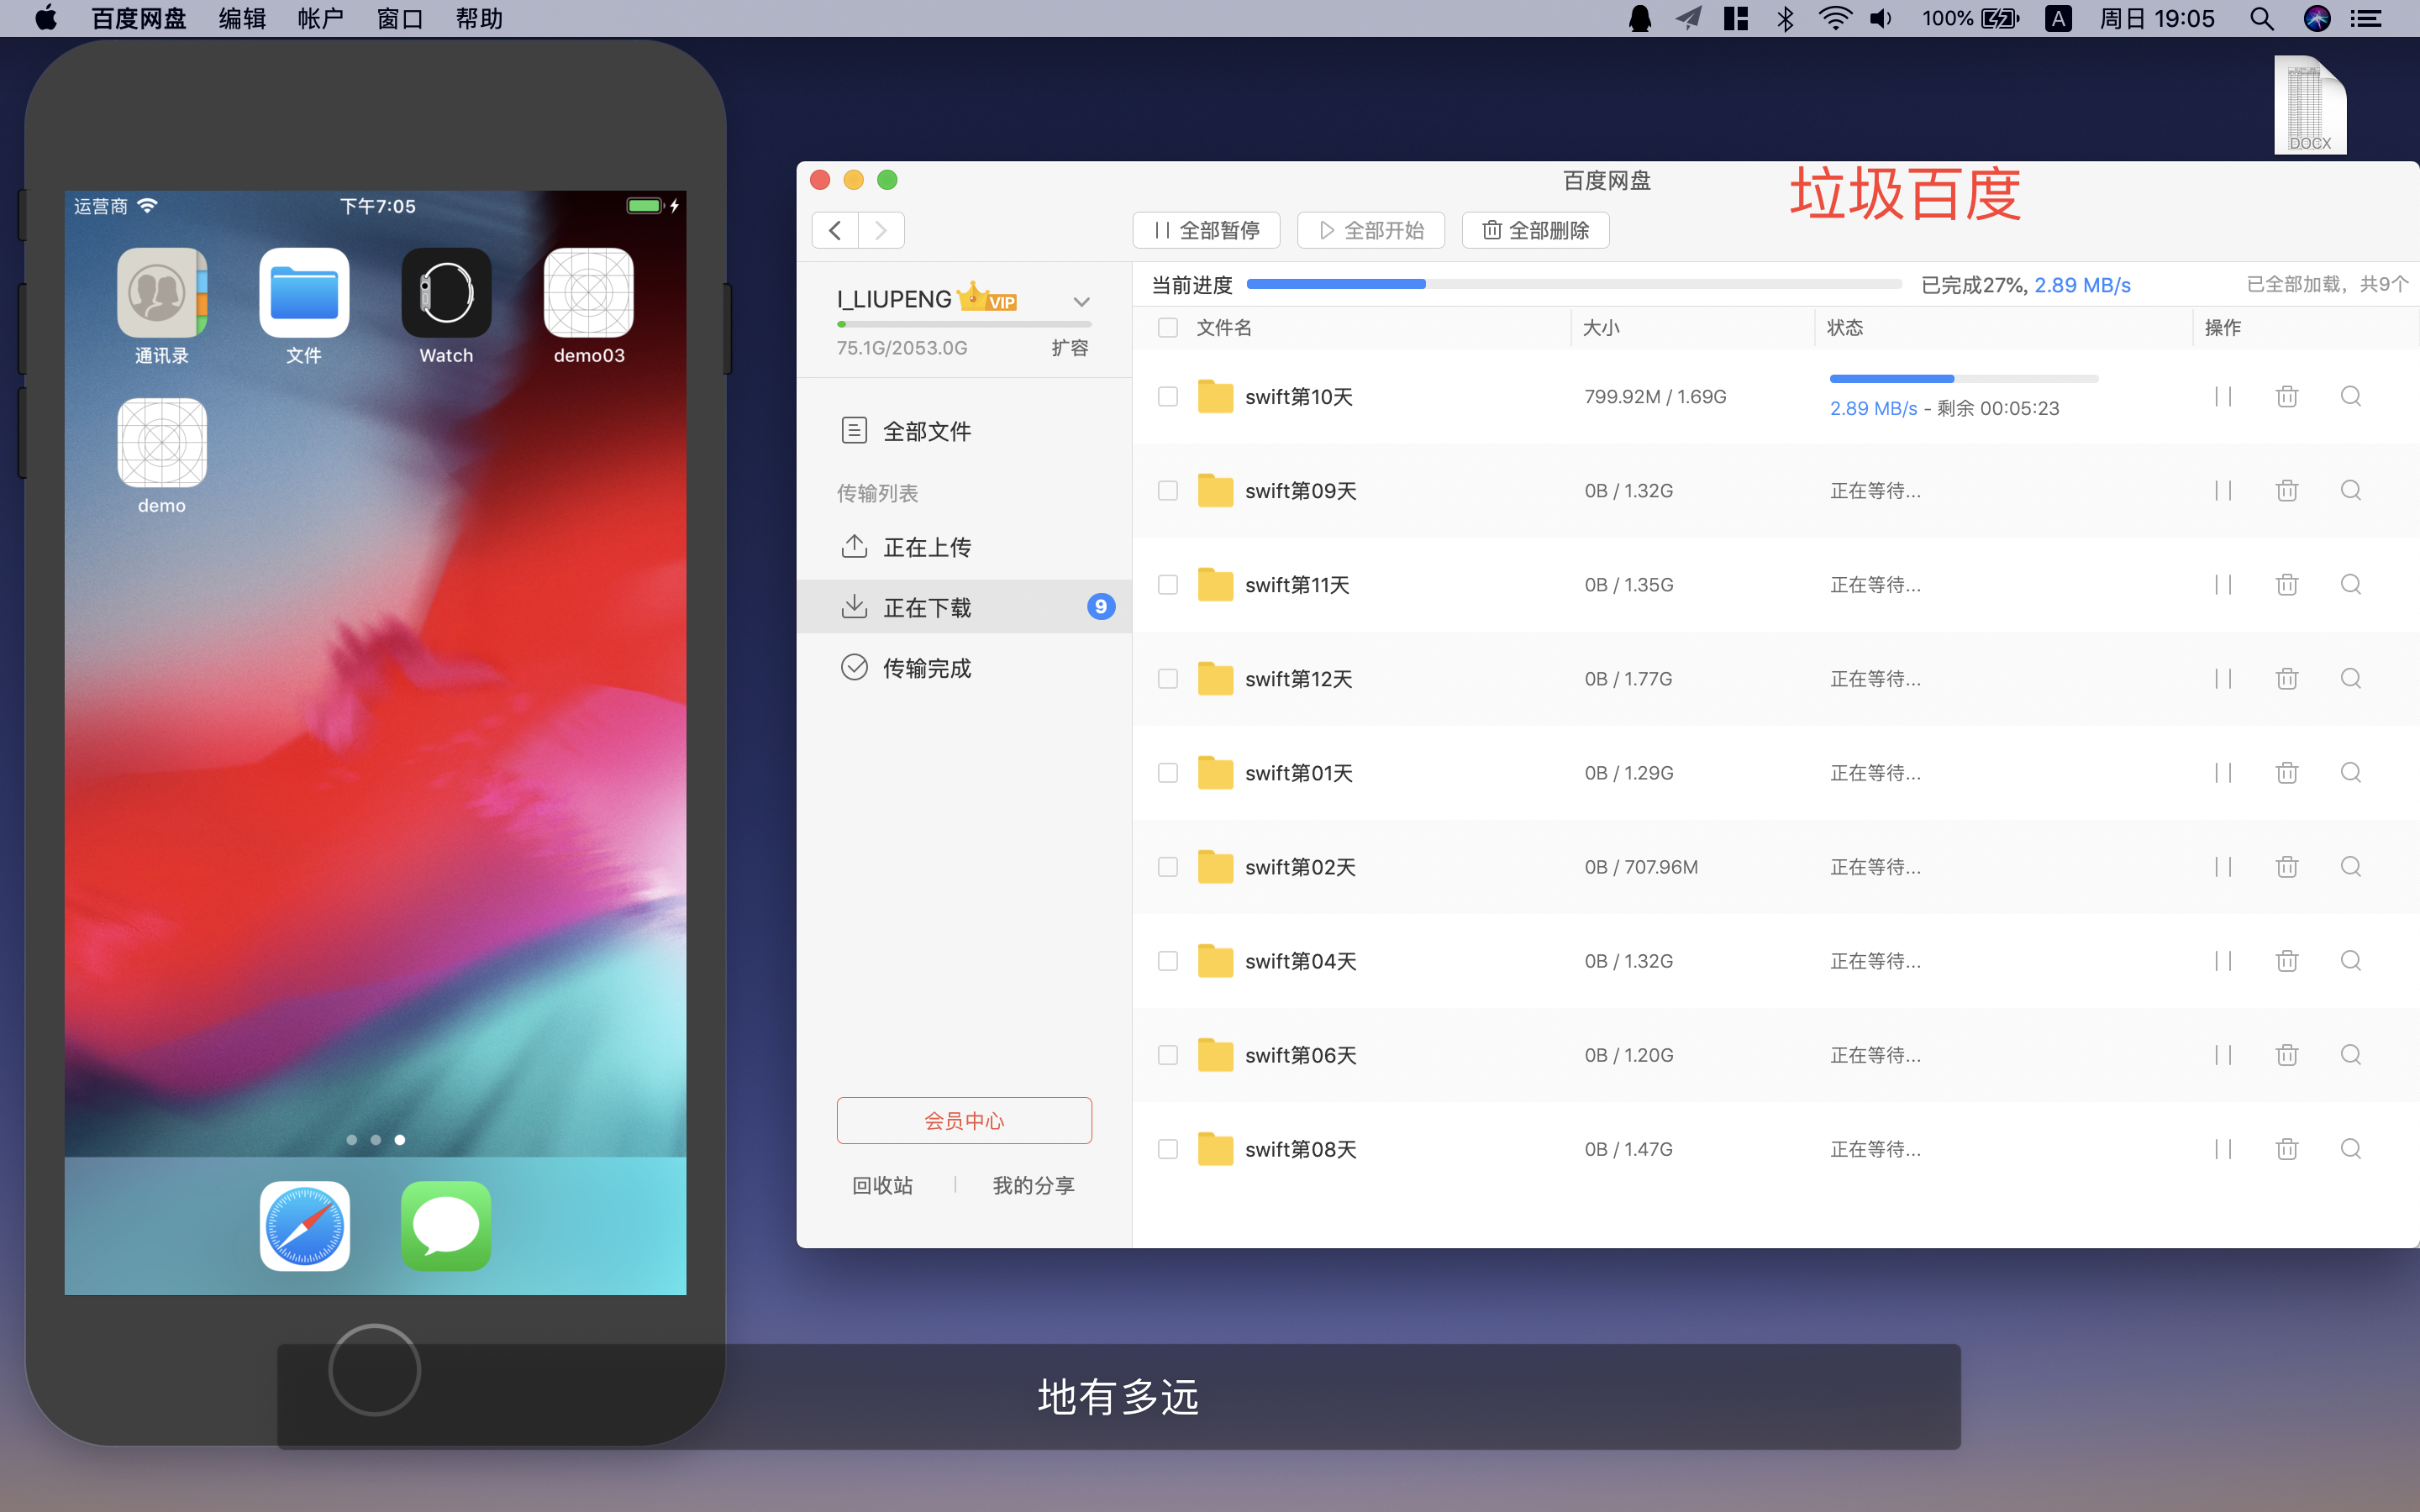 百度网盘 编辑 帐户 窗口 帮助 100% A 周日 19:05
DOCX
运营商 下午7:05
通讯录 文件 Watch demo03
demo
百度网盘
垃圾百度
全部暂停 全部开始 全部删除
I_LIUPENG VIP
75.1G/2053.0G 扩容
全部文件
传输列表
正在上传
正在下载 9
传输完成
会员中心
回收站 我的分享
当前进度 已完成27%, 2.89 MB/s 已全部加载，共9个
文件名 大小 状态 操作
swift第10天 799.92M / 1.69G 2.89 MB/s - 剩余 00:05:23
swift第09天 0B / 1.32G 正在等待...
swift第11天 0B / 1.35G 正在等待...
swift第12天 0B / 1.77G 正在等待...
swift第01天 0B / 1.29G 正在等待...
swift第02天 0B / 707.96M 正在等待...
swift第04天 0B / 1.32G 正在等待...
swift第06天 0B / 1.20G 正在等待...
swift第08天 0B / 1.47G 正在等待...
地有多远